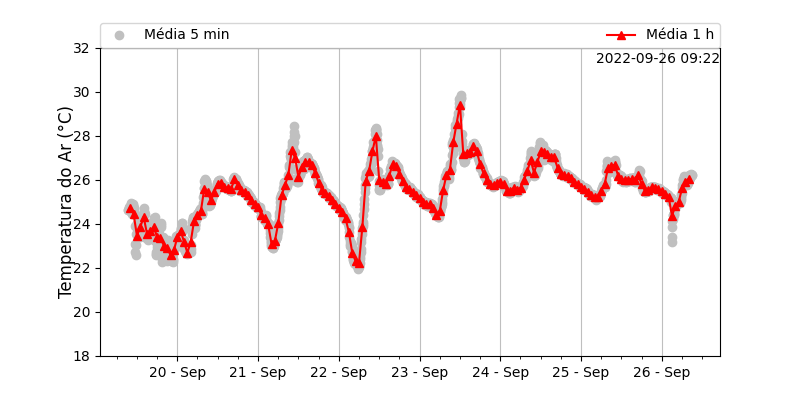 Média 5 min
Média 1 h
2022-09-26 09:22
Temperatura do Ar (°C)
32
30
28
26
24
22
20
18
20 - Sep
21 - Sep
22 - Sep
23 - Sep
24 - Sep
25 - Sep
26 - Sep